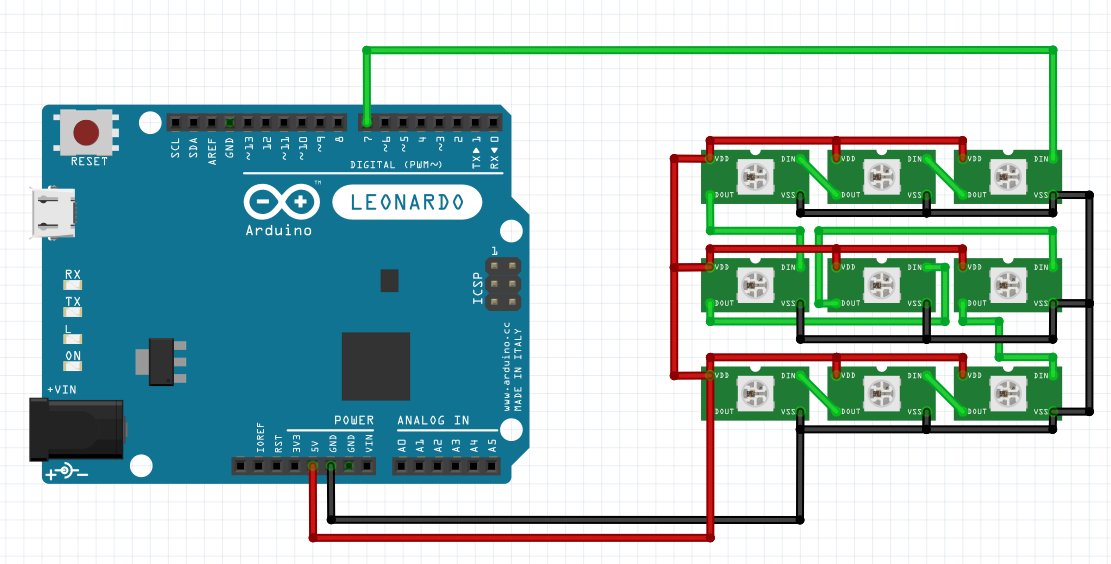 SCL
SDA
AREF
GND
~13
12
~11
~10
~9
8
7
~6
~5
4
~3
2
TX▶ 1
RX◀ 0
RESET
DIGITAL (PWM~)
TM
LEONARDO
Arduino
1
ICSP
RX
TX
L
ON
+VIN
www.arduino.cc
MADE IN ITALY
POWER
ANALOG IN
IOREF
RST
3V3
5V
GND
GND
VIN
A0
A1
A2
A3
A4
A5
+ -
VDD DIN VDD DIN VDD DIN
DOUT VSS DOUT VSS DOUT VSS
VDD DIN VDD DIN VDD DIN
DOUT VSS DOUT VSS DOUT VSS
VDD DIN VDD DIN VDD DIN
DOUT VSS DOUT VSS DOUT VSS